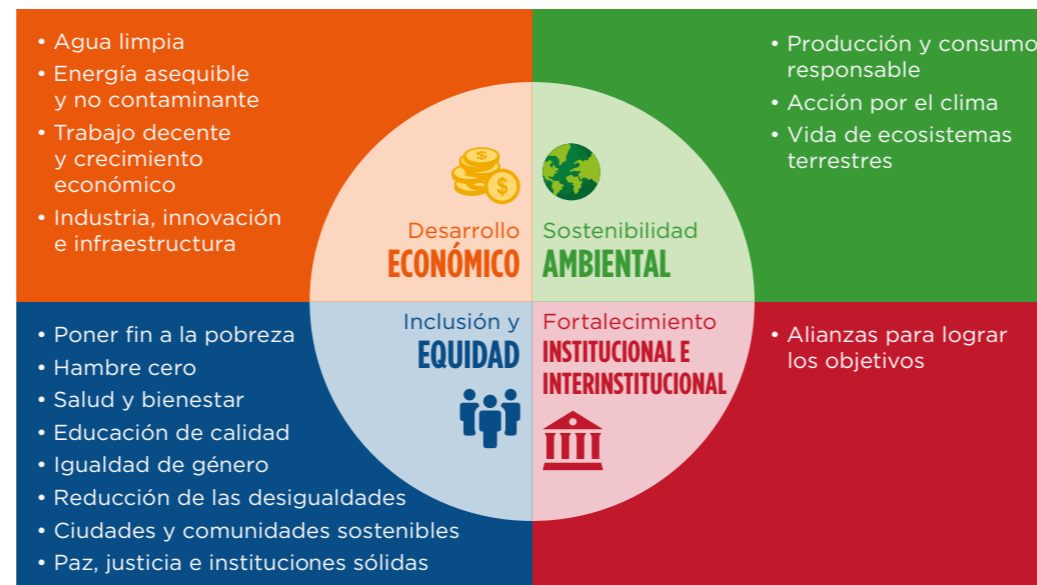 • Agua limpia
• Energía asequible
y no contaminante
• Trabajo decente
y crecimiento
económico
• Industria, innovación
e infraestructura
Desarrollo
ECONÓMICO
Sostenibilidad
AMBIENTAL
• Producción y consumo
responsable
• Acción por el clima
• Vida de ecosistemas
terrestres
• Poner fin a la pobreza
• Hambre cero
• Salud y bienestar
• Educación de calidad
• Igualdad de género
• Reducción de las desigualdades
• Ciudades y comunidades sostenibles
• Paz, justicia e instituciones sólidas
Inclusión y
EQUIDAD
Fortalecimiento
INSTITUCIONAL E
INTERINSTITUCIONAL
• Alianzas para lograr
los objetivos